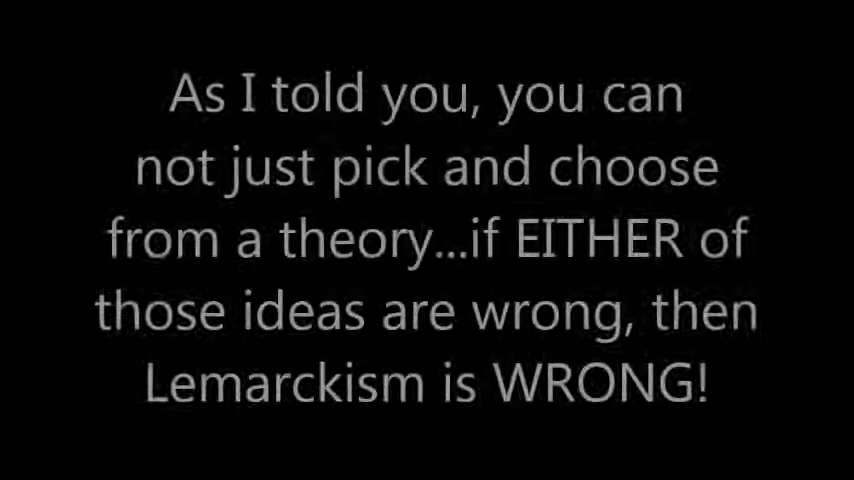 As I told you, you can
not just pick and choose
from a theory...if EITHER of
those ideas are wrong, then
Lemarckism is WRONG!